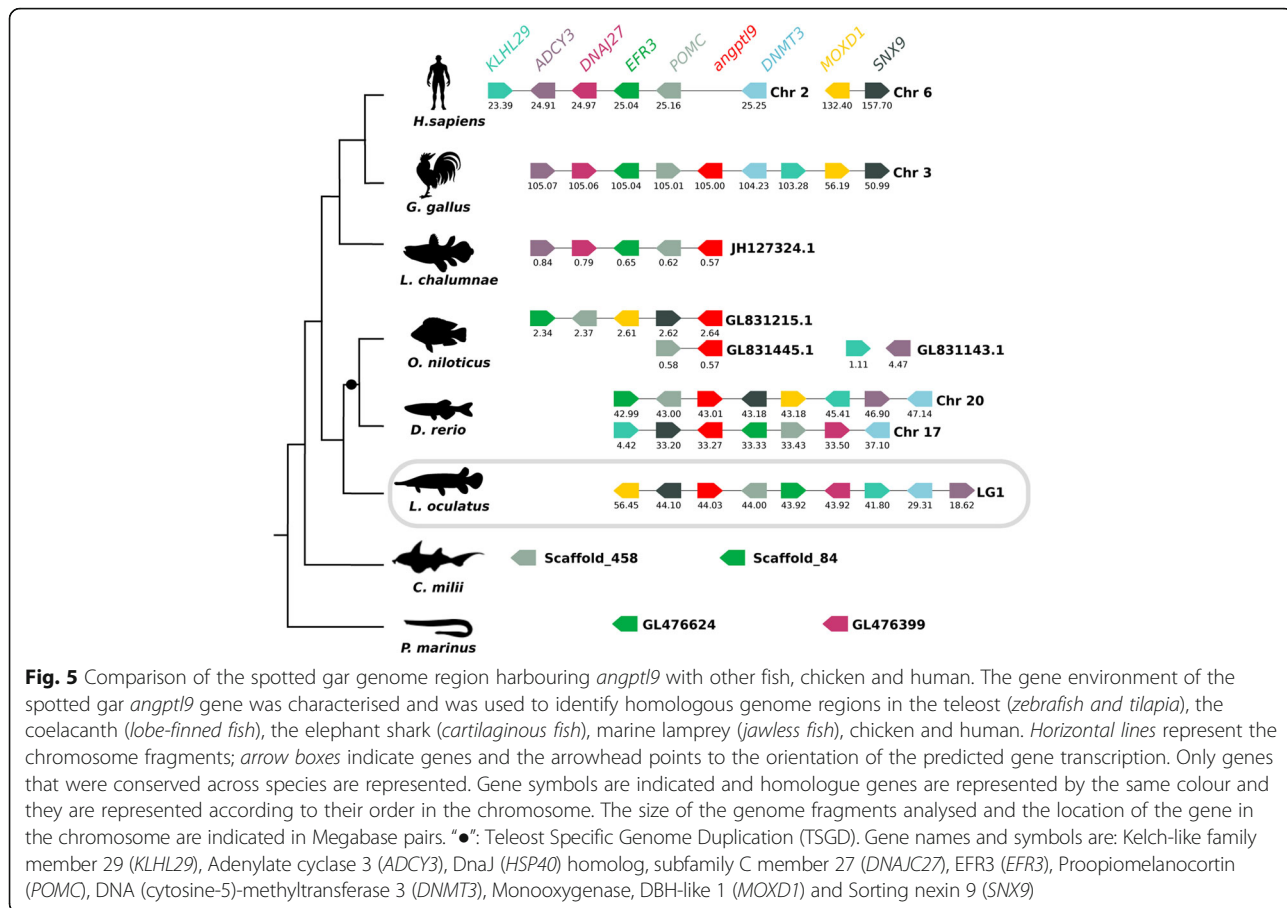 KLHL29 ADCY3 DNAJ27 EFR3 POMC angptl9 DNMT3 MOXD1 SNX9
Chr 2 Chr 6
23.39 24.91 24.97 25.04 25.16 25.25 132.40 157.70
H.sapiens
Chr 3
105.07 105.06 105.04 105.01 105.00 104.23 103.28 56.19 50.99
G. gallus
JH127324.1
0.84 0.79 0.65 0.62 0.57
L. chalumnae
GL831215.1
2.34 2.37 2.61 2.62 2.64
GL831445.1 GL831143.1
0.58 0.57 1.11 4.47
O. niloticus
Chr 20
42.99 43.00 43.01 43.18 43.18 45.41 46.90 47.14
Chr 17
4.42 33.20 33.27 33.33 33.43 33.50 37.10
D. rerio
LG1
56.45 44.10 44.03 44.00 43.92 43.92 41.80 29.31 18.62
L. oculatus
Scaffold_458 Scaffold_84
C. milii
GL476624 GL476399
P. marinus
Fig. 5 Comparison of the spotted gar genome region harbouring angptl9 with other fish, chicken and human. The gene environment of the
spotted gar angptl9 gene was characterised and was used to identify homologous genome regions in the teleost (zebrafish and tilapia), the
coelacanth (lobe-finned fish), the elephant shark (cartilaginous fish), marine lamprey (jawless fish), chicken and human. Horizontal lines represent the
chromosome fragments; arrow boxes indicate genes and the arrowhead points to the orientation of the predicted gene transcription. Only genes
that were conserved across species are represented. Gene symbols are indicated and homologue genes are represented by the same colour and
they are represented according to their order in the chromosome. The size of the genome fragments analysed and the location of the gene in
the chromosome are indicated in Megabase pairs. “●”: Teleost Specific Genome Duplication (TSGD). Gene names and symbols are: Kelch-like family
member 29 (KLHL29), Adenylate cyclase 3 (ADCY3), DnaJ (HSP40) homolog, subfamily C member 27 (DNAJC27), EFR3 (EFR3), Proopiomelanocortin
(POMC), DNA (cytosine-5)-methyltransferase 3 (DNMT3), Monooxygenase, DBH-like 1 (MOXD1) and Sorting nexin 9 (SNX9)